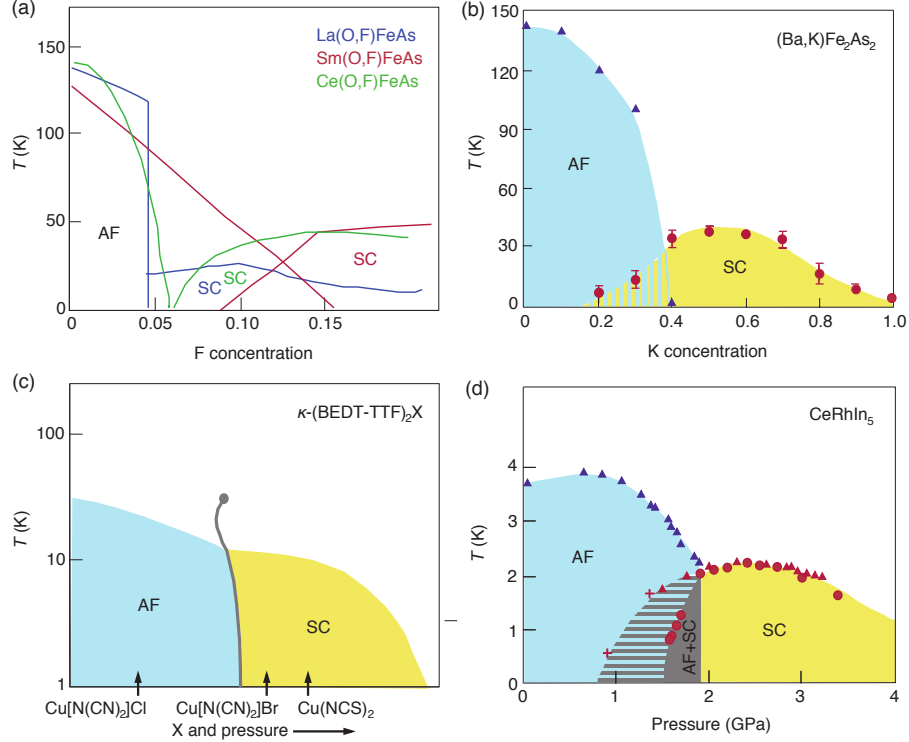 (a)
La(O,F)FeAs
Sm(O,F)FeAs
Ce(O,F)FeAs
150
100
50
0
T (K)
AF
SC
SC
SC
0
0.05
0.10
0.15
F concentration
(b)
(Ba,K)Fe₂As₂
150
120
90
60
30
0
T (K)
AF
SC
0
0.2
0.4
0.6
0.8
1.0
K concentration
(c)
κ-(BEDT-TTF)₂X
100
10
1
T (K)
AF
SC
Cu[N(CN)₂]Cl
Cu[N(CN)₂]Br
Cu(NCS)₂
X and pressure
(d)
CeRhIn₅
4
3
2
1
0
T (K)
AF
AF+SC
SC
0
1
2
3
4
Pressure (GPa)